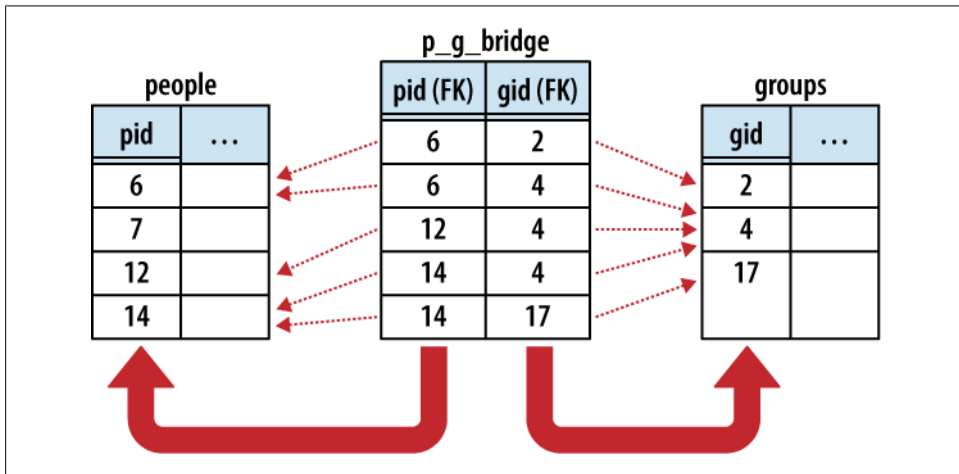 p_g_bridge
people
pid ...
6
7
12
14
pid (FK) gid (FK)
6 2
6 4
12 4
14 4
14 17
groups
gid ...
2
4
17